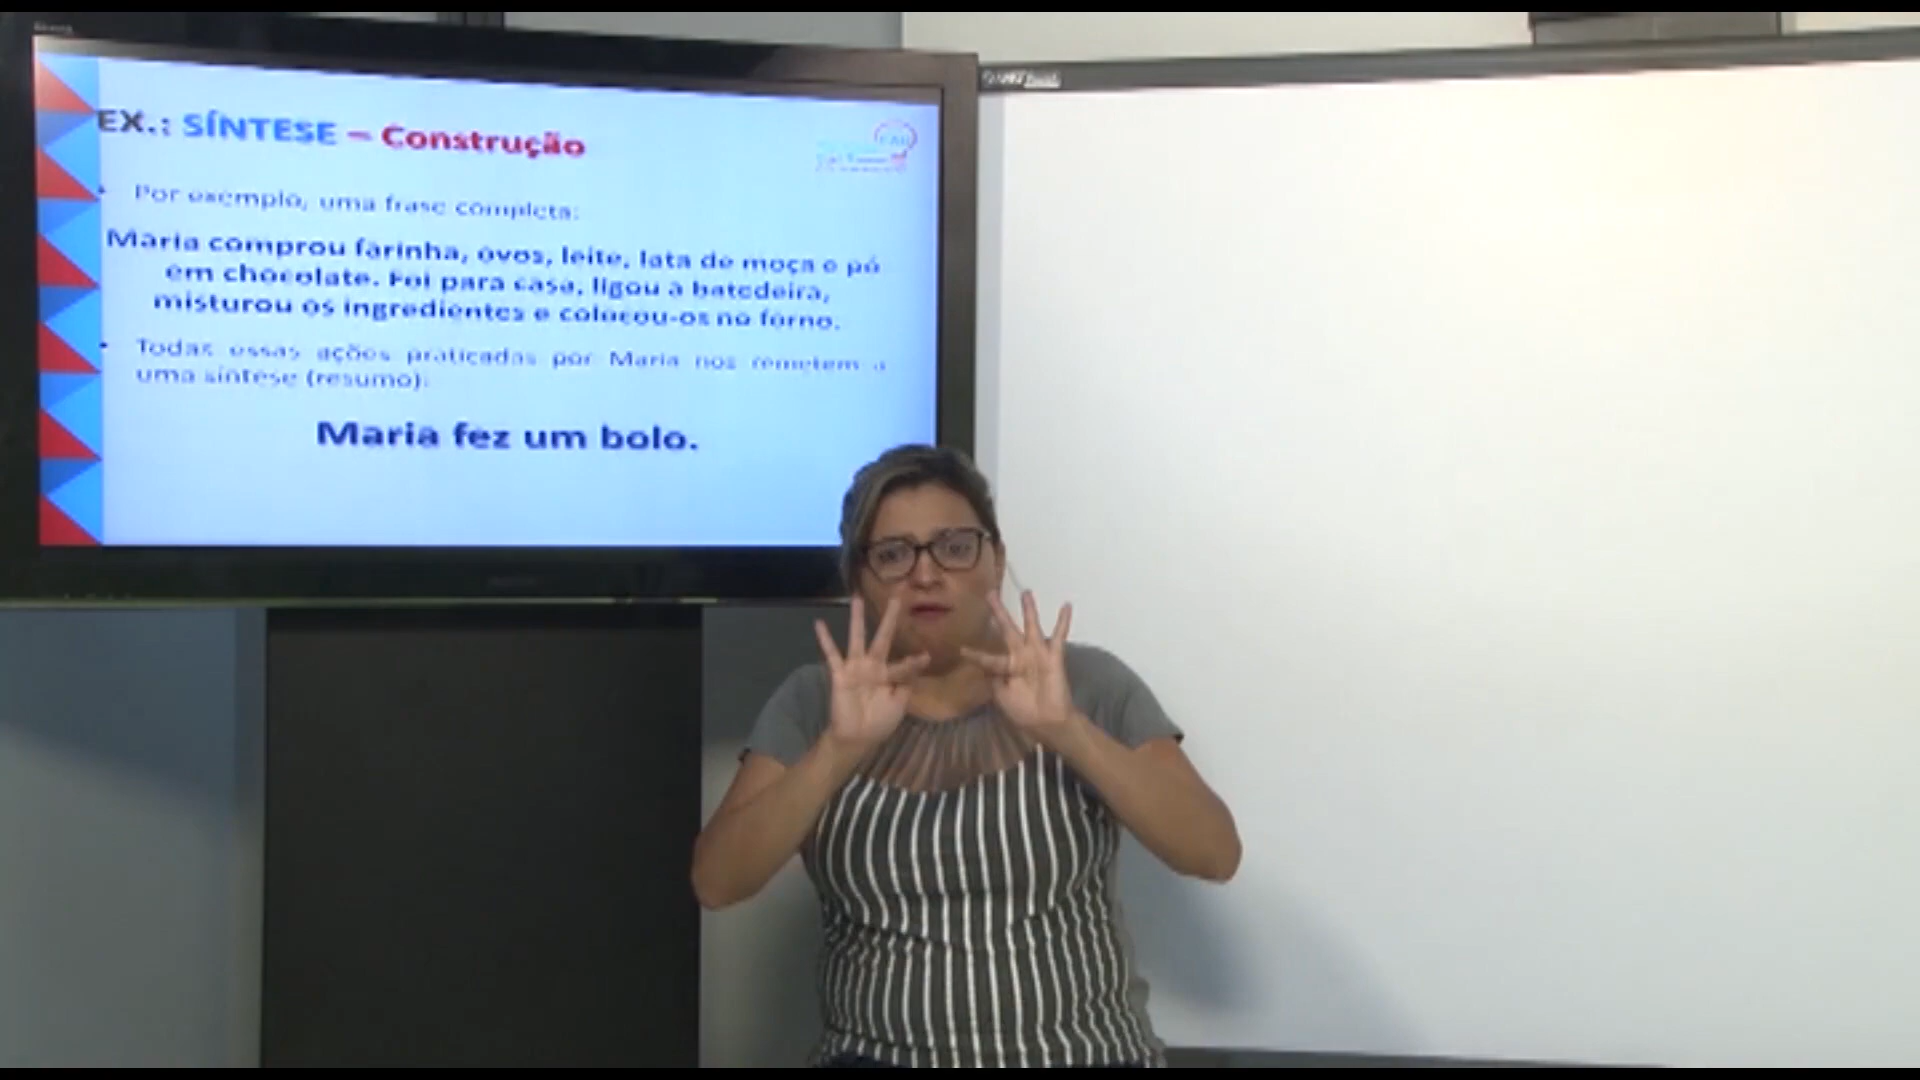 EX.: SÍNTESE – Construção
• Por exemplo, uma frase completa:
Maria comprou farinha, ovos, leite, lata de moça e pó
em chocolate. Foi para casa, ligou a batedeira,
misturou os ingredientes e colocou-os no forno.
• Todas essas ações praticadas por Maria nos remetem a
uma síntese (resumo):
Maria fez um bolo.